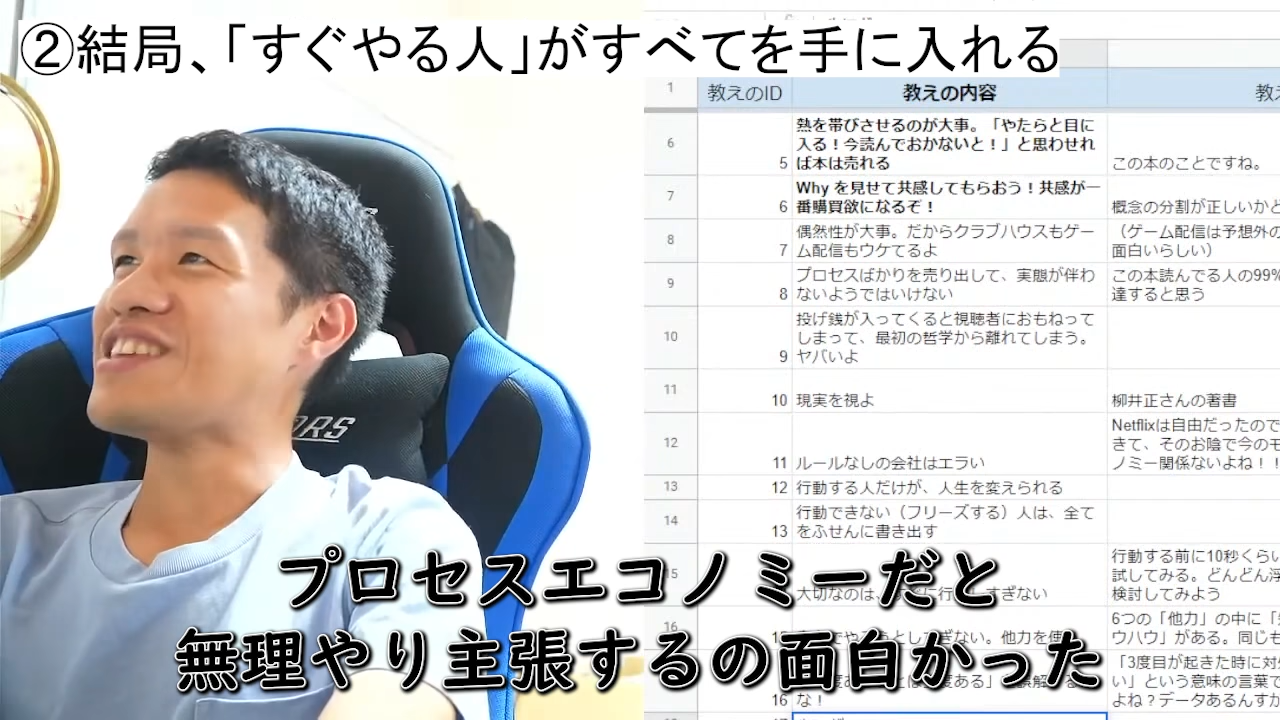 ②結局、「すぐやる人」がすべてを手に入れる
1
教えのID
教えの内容
教え
6
5
熱を帯びさせるのが大事。「やたらと目に
入る！今読んでおかないと！」と思わせれ
ば本は売れる
この本のことですね。
7
6
Why を見せて共感してもらおう！共感が一
番購買欲になるぞ！
概念の分割が正しいかと
8
7
偶然性が大事。だからクラブハウスもゲー
ム配信もウケてるよ
（ゲーム配信は予想外の
面白いらしい）
9
8
プロセスばかりを売り出して、実態が伴わ
ないようではいけない
この本読んでる人の99%
達すると思う
10
9
投げ銭が入ってくると視聴者におもねって
しまって、最初の哲学から離れてしまう。
ヤバいよ
11
10
現実を視よ
柳井正さんの著書
12
11
ルールなしの会社はエラい
Netflixは自由だったので
きて、そのお陰で今のモ
ノミー関係ないよね！！
13
12
行動する人だけが、人生を変えられる
14
13
行動できない（フリーズする）人は、全て
をふせんに書き出す
大切なのは、
すぎない
行動する前に10秒くらい
試してみる。どんどん浮
検討してみよう
16
ない。他力を使
6つの「他力」の中に「
ウハウ」がある。同じも
16
な！
「3度目が起きた時に対処
い」という意味の言葉で
よね？データあるんすか
プロセスエコノミーだと
無理やり主張するの面白かった